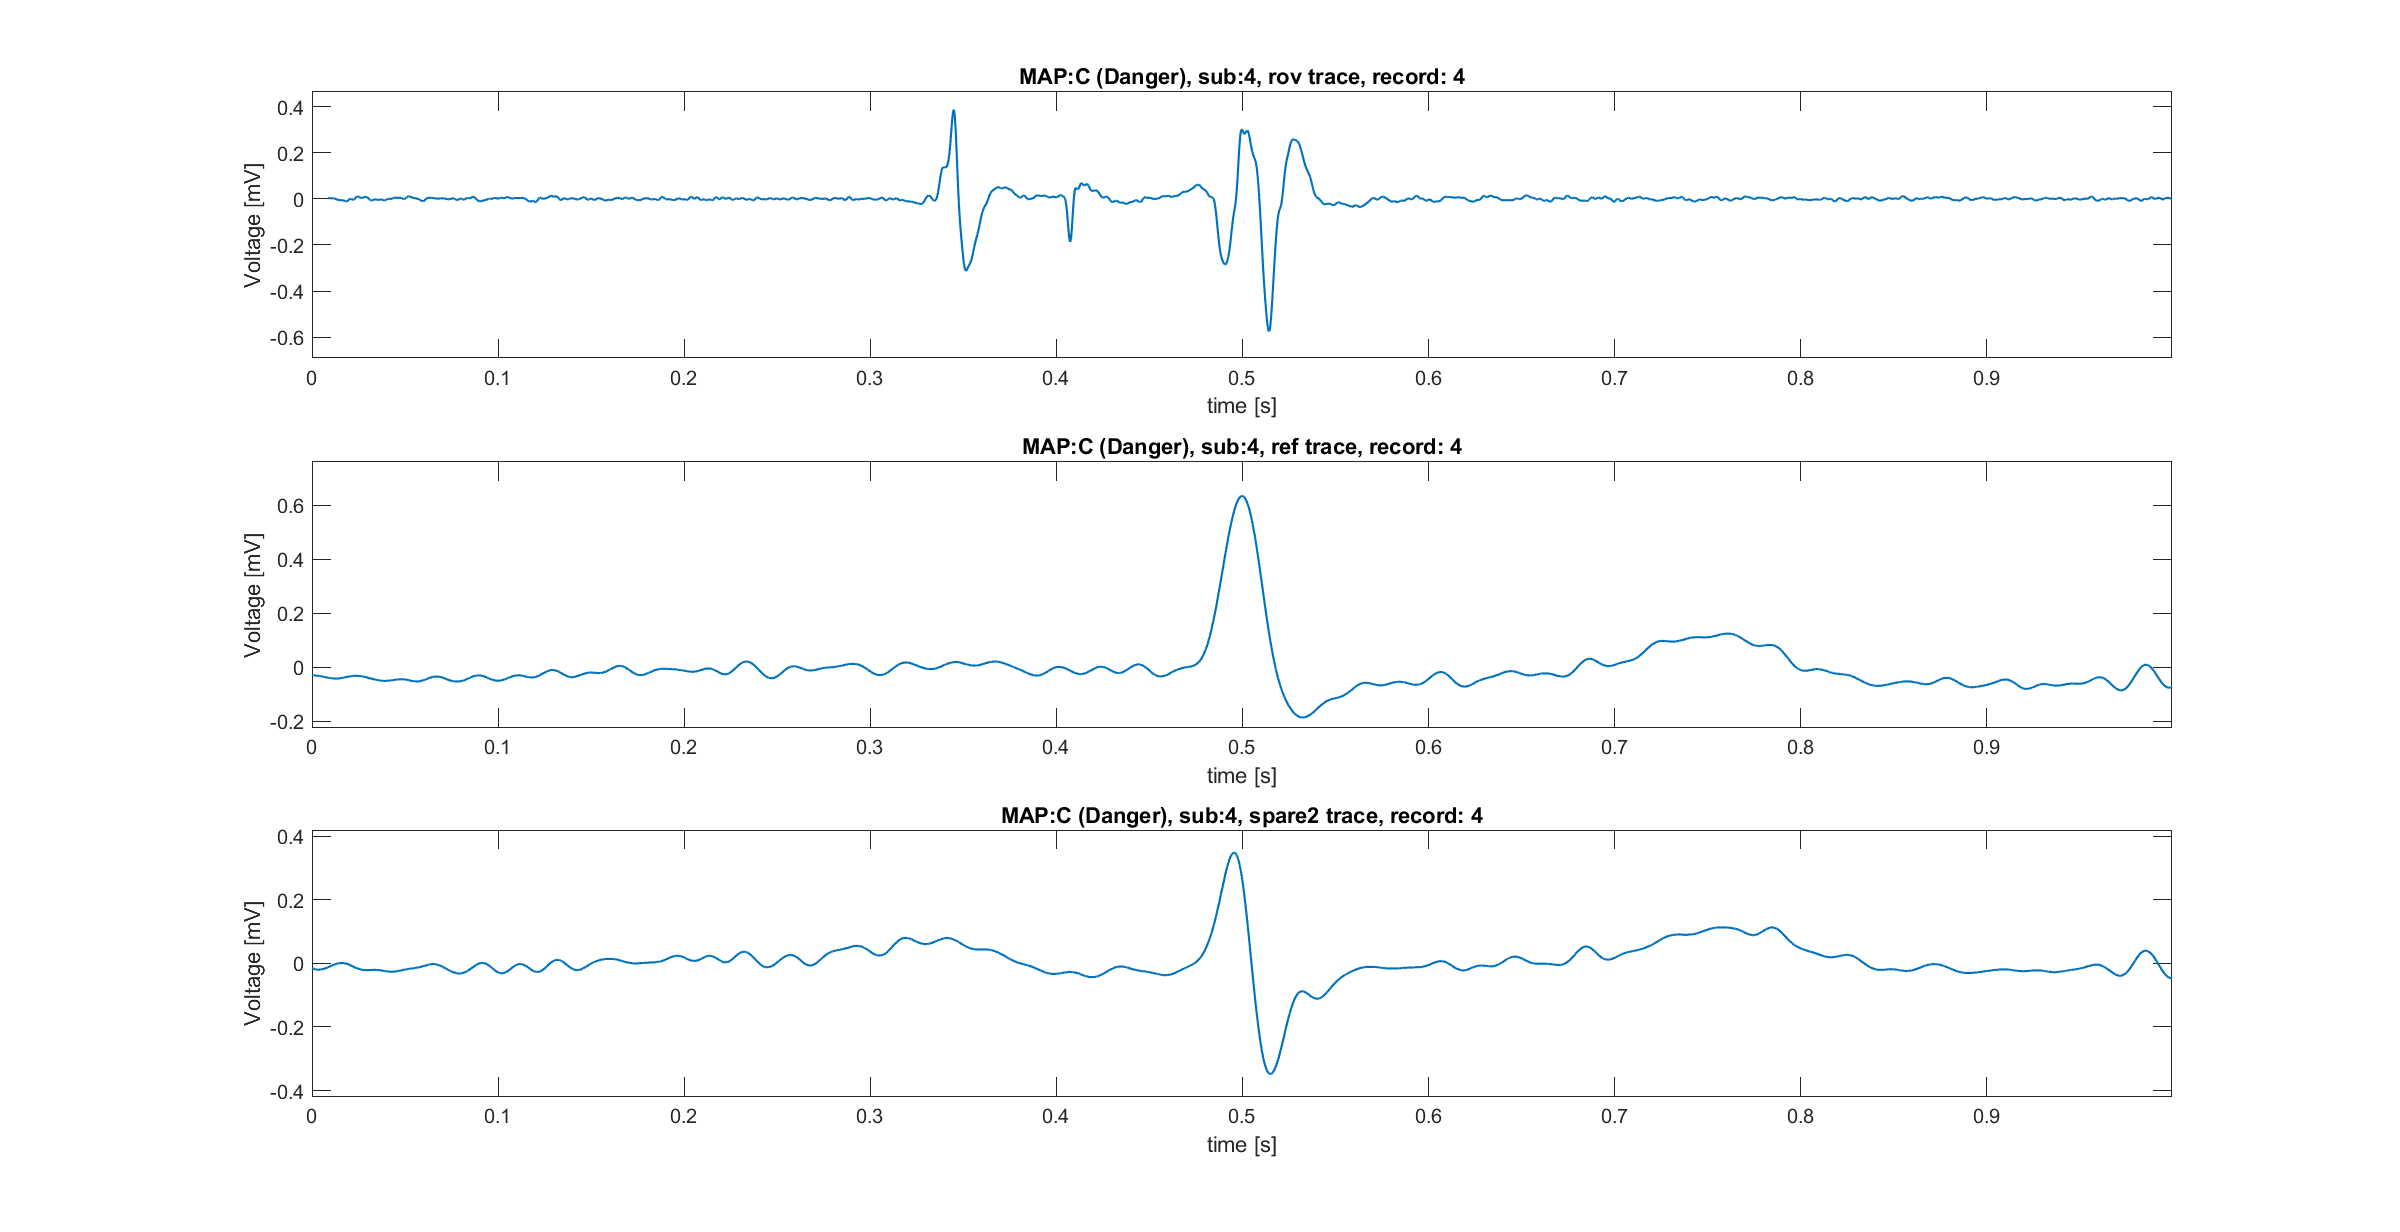 MAP:C (Danger), sub:4, rov trace, record: 4
Voltage [mV]
0.4
0.2
0
-0.2
-0.4
-0.6
0 0.1 0.2 0.3 0.4 0.5 0.6 0.7 0.8 0.9
time [s]
MAP:C (Danger), sub:4, ref trace, record: 4
Voltage [mV]
0.6
0.4
0.2
0
-0.2
0 0.1 0.2 0.3 0.4 0.5 0.6 0.7 0.8 0.9
time [s]
MAP:C (Danger), sub:4, spare2 trace, record: 4
Voltage [mV]
0.4
0.2
0
-0.2
-0.4
0 0.1 0.2 0.3 0.4 0.5 0.6 0.7 0.8 0.9
time [s]